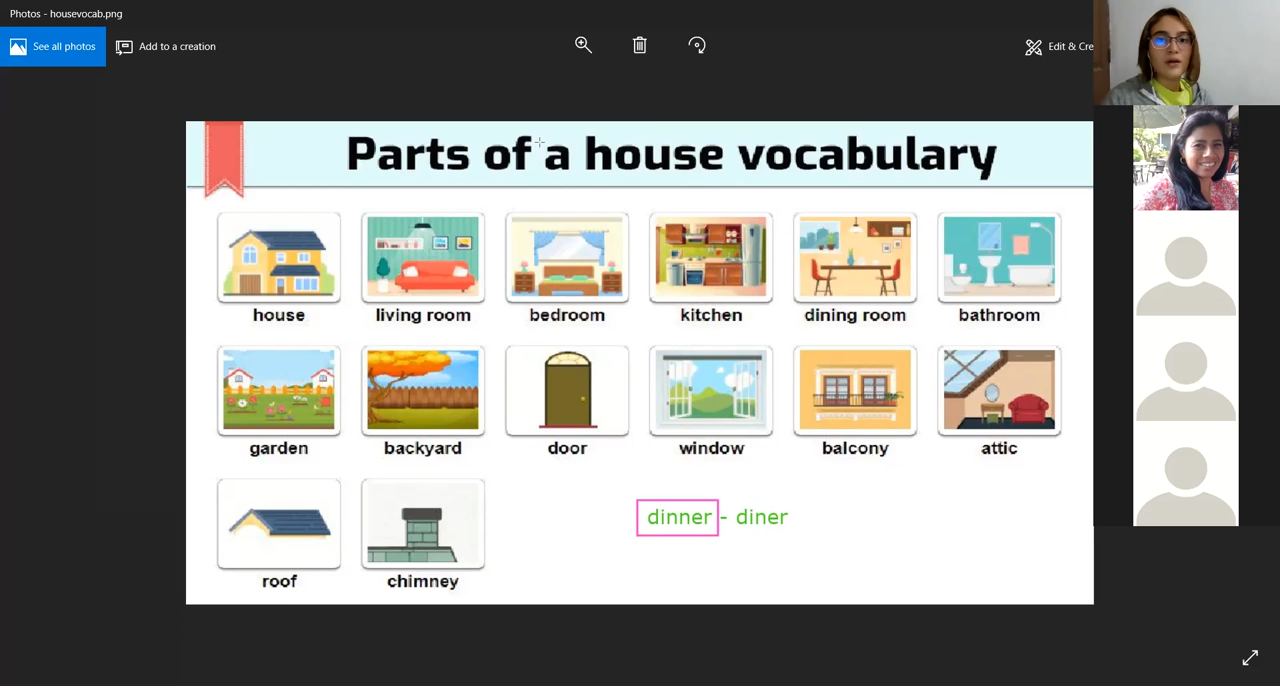 Photos - housevocab.png
See all photos
Add to a creation
Edit & Cre
Parts of a house vocabulary
house living room bedroom kitchen dining room bathroom
garden backyard door window balcony attic
dinner - diner
roof chimney